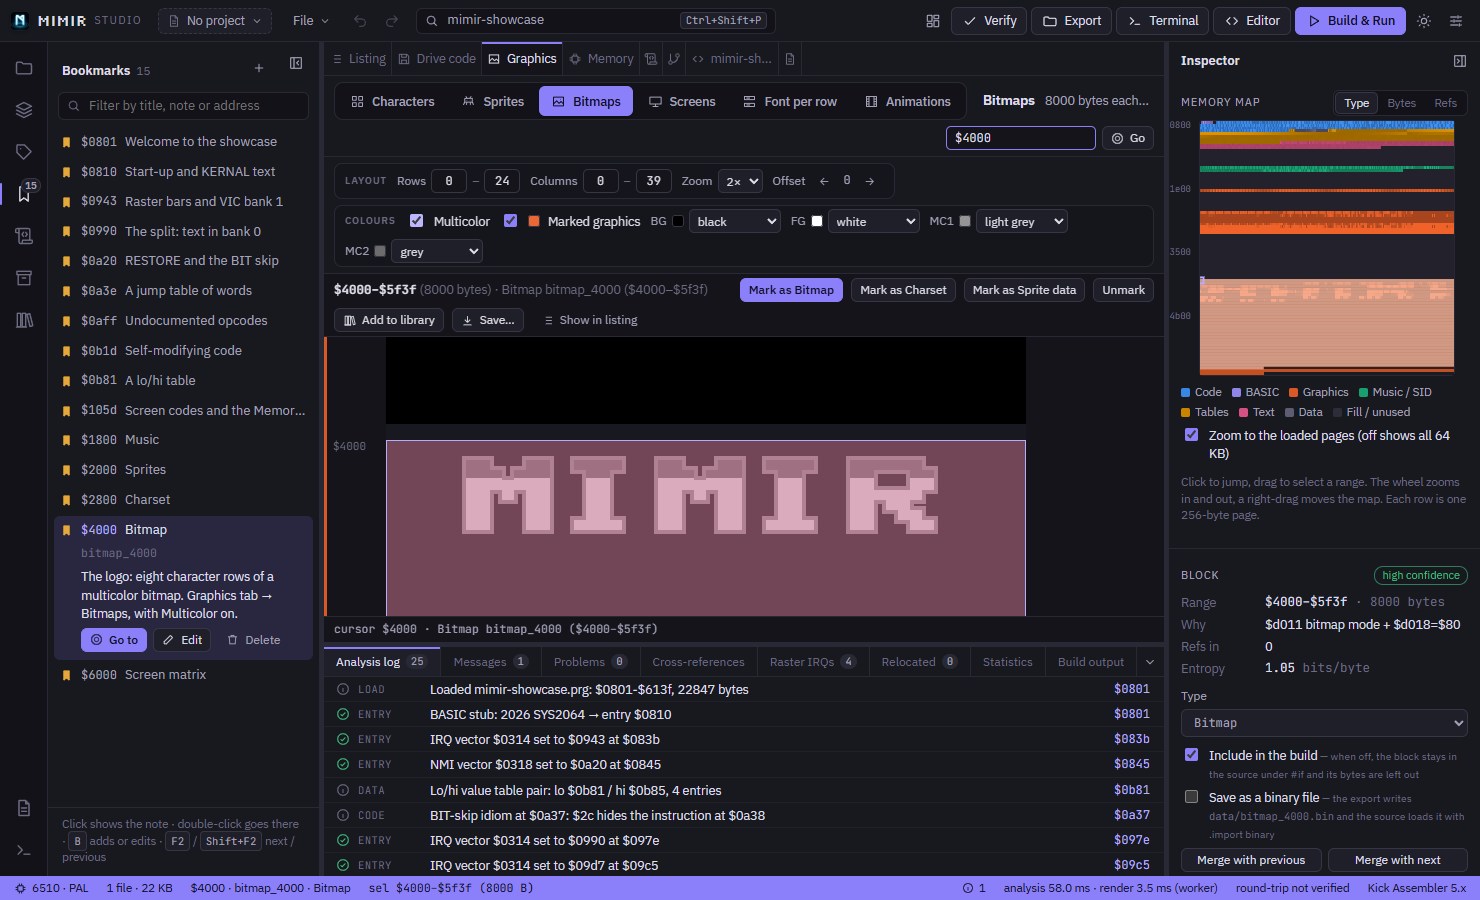 MIMIR STUDIO
No project
File
mimir-showcase
Ctrl+Shift+P
Verify
Export
Terminal
Editor
Build & Run
Bookmarks 15
Filter by title, note or address
$0801 Welcome to the showcase
$0810 Start-up and KERNAL text
$0943 Raster bars and VIC bank 1
$0990 The split: text in bank 0
$0a20 RESTORE and the BIT skip
$0a3e A jump table of words
$0aff Undocumented opcodes
$0b1d Self-modifying code
$0b81 A lo/hi table
$105d Screen codes and the Memor...
$1800 Music
$2000 Sprites
$2800 Charset
$4000 Bitmap
bitmap_4000
The logo: eight character rows of a
multicolor bitmap. Graphics tab →
Bitmaps, with Multicolor on.
Go to
Edit
Delete
$6000 Screen matrix
15
Click shows the note · double-click goes there
· B adds or edits · F2 / Shift+F2 next /
previous
Listing
Drive code
Graphics
Memory
mimir-sh...
Characters
Sprites
Bitmaps
Screens
Font per row
Animations
Bitmaps 8000 bytes each...
$4000
Go
LAYOUT Rows 0 – 24 Columns 0 – 39 Zoom 2× Offset ← 0 →
COLOURS Multicolor Marked graphics BG black FG white MC1 light grey
MC2 grey
$4000–$5f3f (8000 bytes) · Bitmap bitmap_4000 ($4000–$5f3f)
Mark as Bitmap
Mark as Charset
Mark as Sprite data
Unmark
Add to library
Save...
Show in listing
$4000
MIMIR
cursor $4000 · Bitmap bitmap_4000 ($4000–$5f3f)
Analysis log 25
Messages 1
Problems 0
Cross-references
Raster IRQs 4
Relocated 0
Statistics
Build output
LOAD Loaded mimir-showcase.prg: $0801-$613f, 22847 bytes $0801
ENTRY BASIC stub: 2026 SYS2064 → entry $0810 $0801
ENTRY IRQ vector $0314 set to $0943 at $083b $083b
ENTRY NMI vector $0318 set to $0a20 at $0845 $0845
DATA Lo/hi value table pair: lo $0b81 / hi $0b85, 4 entries $0b81
CODE BIT-skip idiom at $0a37: $2c hides the instruction at $0a38 $0a37
ENTRY IRQ vector $0314 set to $0990 at $097e $097e
ENTRY IRQ vector $0314 set to $09d7 at $09c5 $09c5
Inspector
MEMORY MAP
Type
Bytes
Refs
0800
1e00
3500
4b00
Code BASIC Graphics Music / SID
Tables Text Data Fill / unused
Zoom to the loaded pages (off shows all 64
KB)
Click to jump, drag to select a range. The wheel zooms
in and out, a right-drag moves the map. Each row is one
256-byte page.
BLOCK
high confidence
Range $4000–$5f3f · 8000 bytes
Why $d011 bitmap mode + $d018=$80
Refs in 0
Entropy 1.05 bits/byte
Type
Bitmap
Include in the build — when off, the block stays in
the source under #if and its bytes are left out
Save as a binary file — the export writes
data/bitmap_4000.bin and the source loads it with
.import binary
Merge with previous
Merge with next
6510 · PAL
1 file · 22 KB
$4000 · bitmap_4000 · Bitmap
sel $4000–$5f3f (8000 B)
1
analysis 58.0 ms · render 3.5 ms (worker)
round-trip not verified
Kick Assembler 5.x